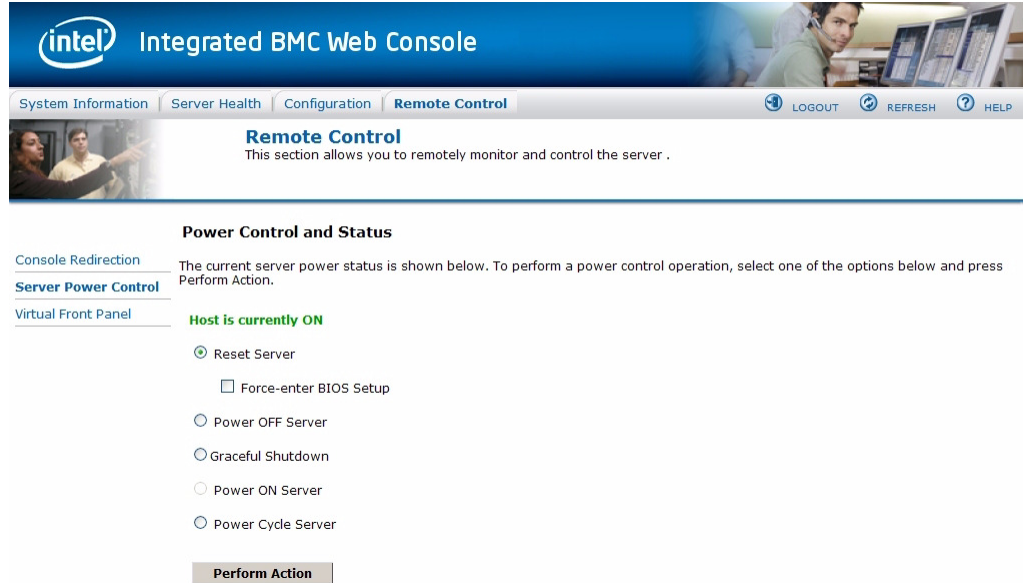 intel Integrated BMC Web Console
System Information Server Health Configuration Remote Control LOGOUT REFRESH ? HELP
Remote Control
This section allows you to remotely monitor and control the server .
Console Redirection
Server Power Control
Virtual Front Panel
Power Control and Status
The current server power status is shown below. To perform a power control operation, select one of the options below and press
Perform Action.
Host is currently ON
Reset Server
Force-enter BIOS Setup
Power OFF Server
Graceful Shutdown
Power ON Server
Power Cycle Server
Perform Action